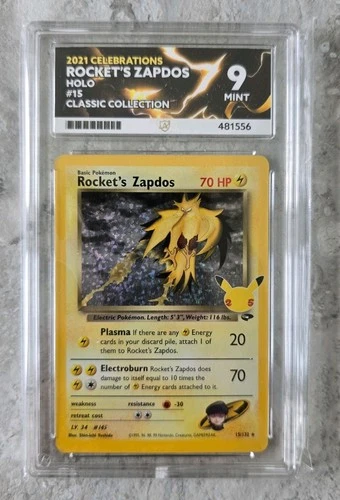 2021 CELEBRATIONS
ROCKET'S ZAPDOS
HOLO
#15
CLASSIC COLLECTION
9
MINT
481556
Basic Pokémon
Rocket's Zapdos 70 HP
25
Electric Pokémon. Length: 5' 3", Weight: 116 lbs.
Plasma If there are any Energy
cards in your discard pile, attach 1 of
them to Rocket's Zapdos.
20
Electroburn Rocket's Zapdos does
damage to itself equal to 10 times the
number of Energy cards attached to it.
70
weakness resistance -30
retreat cost
15/132